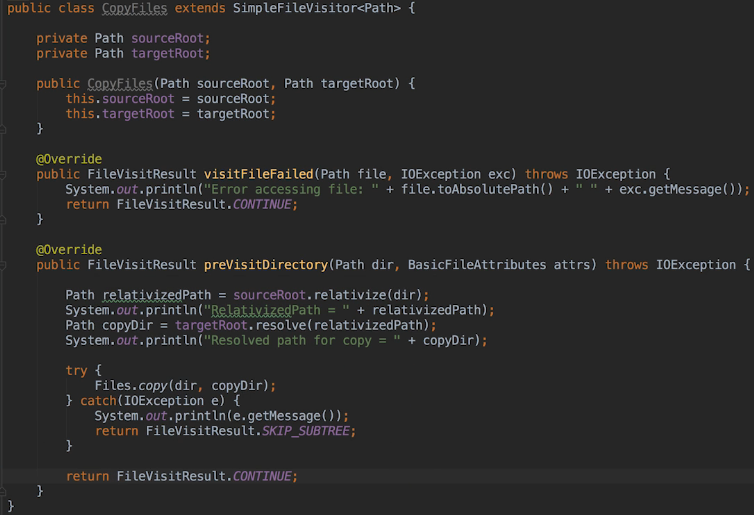 public class CopyFiles extends SimpleFileVisitor<Path> {
private Path sourceRoot;
private Path targetRoot;
public CopyFiles(Path sourceRoot, Path targetRoot) {
this.sourceRoot = sourceRoot;
this.targetRoot = targetRoot;
}
@Override
public FileVisitResult visitFileFailed(Path file, IOException exc) throws IOException {
System.out.println("Error accessing file: " + file.toAbsolutePath() + " " + exc.getMessage());
return FileVisitResult.CONTINUE;
}
@Override
public FileVisitResult preVisitDirectory(Path dir, BasicFileAttributes attrs) throws IOException {
Path relativizedPath = sourceRoot.relativize(dir);
System.out.println("RelativizedPath = " + relativizedPath);
Path copyDir = targetRoot.resolve(relativizedPath);
System.out.println("Resolved path for copy = " + copyDir);
try {
Files.copy(dir, copyDir);
} catch(IOException e) {
System.out.println(e.getMessage());
return FileVisitResult.SKIP_SUBTREE;
}
return FileVisitResult.CONTINUE;
}
}